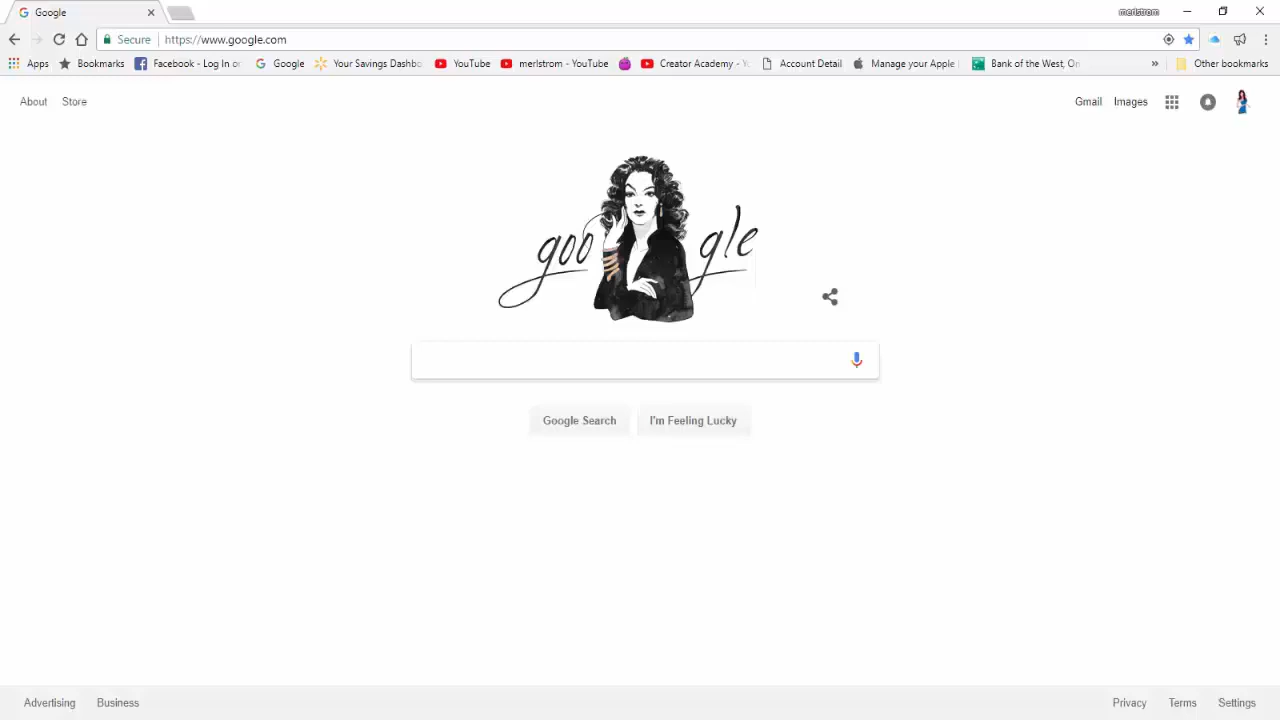 Google
merlstrom
Secure https://www.google.com
Apps Bookmarks Facebook - Log In or Google Your Savings Dashbo YouTube merlstrom - YouTube Creator Academy - Y Account Detail Manage your Apple Bank of the West, On » Other bookmarks
About Store Gmail Images
goo gle
Google Search I'm Feeling Lucky
Advertising Business Privacy Terms Settings